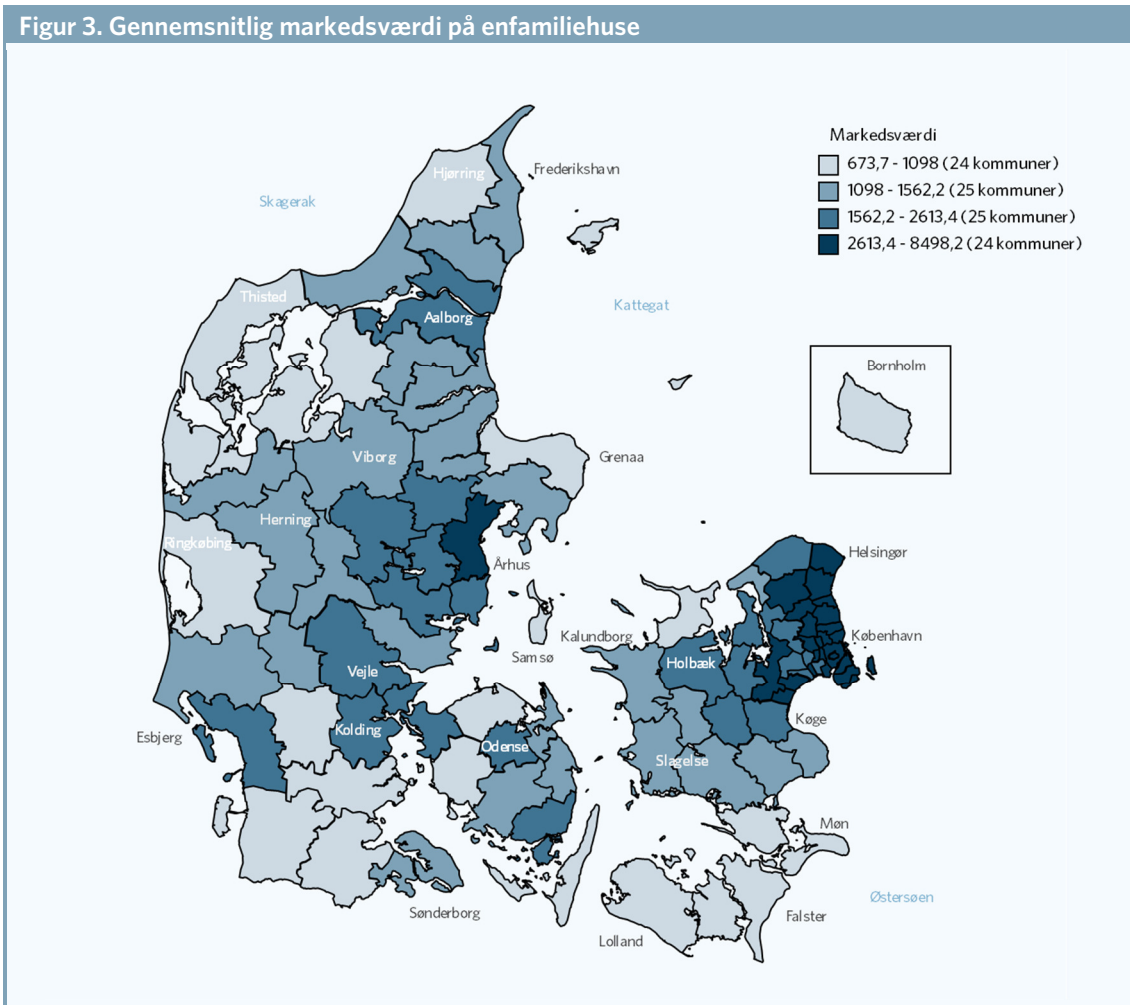 Figur 3. Gennemsnitlig markedsværdi på enfamiliehuse
Markedsværdi
673,7 - 1098 (24 kommuner)
1098 - 1562,2 (25 kommuner)
1562,2 - 2613,4 (25 kommuner)
2613,4 - 8498,2 (24 kommuner)
Hjørring
Frederikshavn
Skagerak
Thisted
Kattegat
Aalborg
Bornholm
Viborg
Grenaa
Herning
Ringkøbing
Helsingør
Århus
Kalundborg
København
Samsø
Holbæk
Vejle
Køge
Esbjerg
Kolding
Odense
Slagelse
Møn
Østersøen
Sønderborg
Falster
Lolland